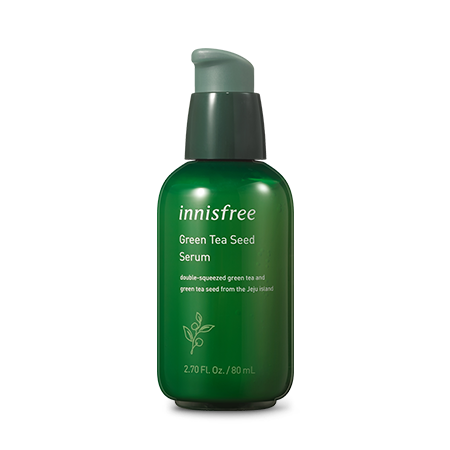 innisfree
Green Tea Seed
Serum
double-squeezed green tea and
green tea seed from the Jeju island
2.70 Fl. Oz. / 80 mL